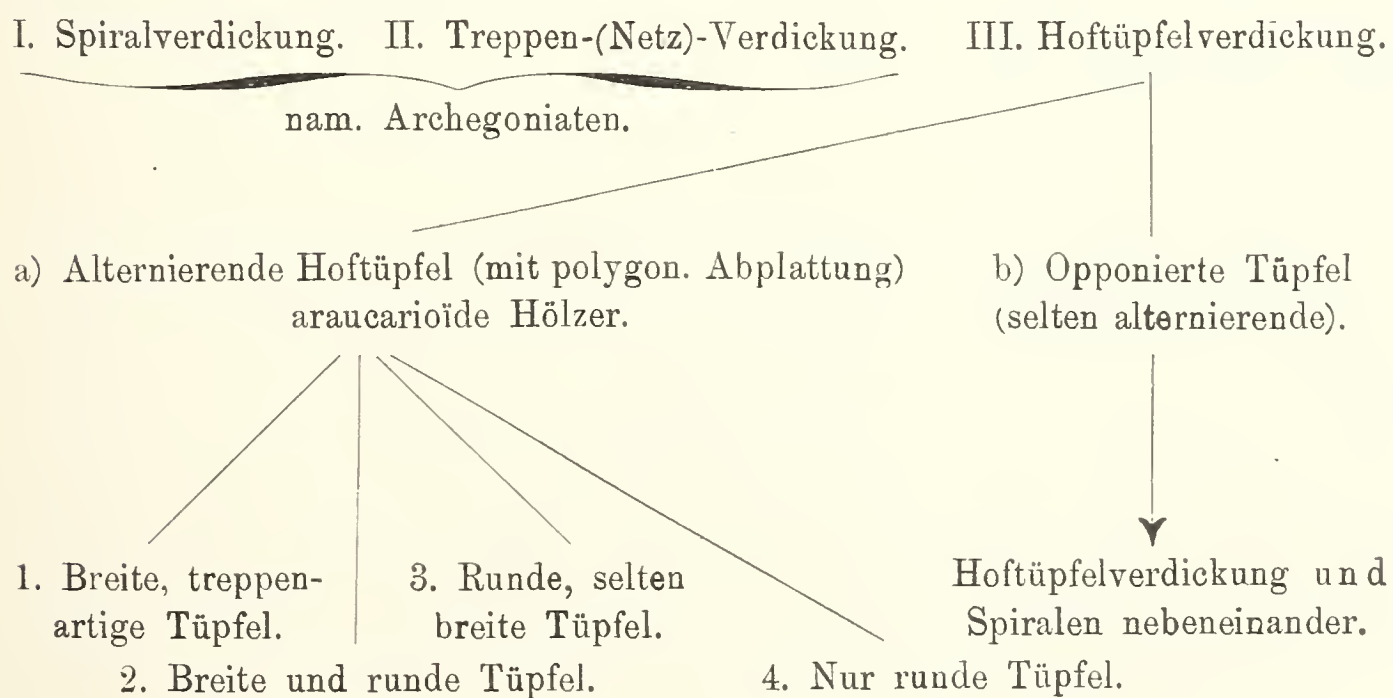 I. Spiralverdickung. II. Treppen-(Netz)-Verdickung. III. Hoftüpfelverdickung.
nam. Archegoniaten.
a) Alternierende Hoftüpfel (mit polygon. Abplattung)
araucarioïde Hölzer.
b) Opponierte Tüpfel
(selten alternierende).
1. Breite, treppen-
artige Tüpfel.
2. Breite und runde Tüpfel.
3. Runde, selten
breite Tüpfel.
4. Nur runde Tüpfel.
Hoftüpfelverdickung und
Spiralen nebeneinander.